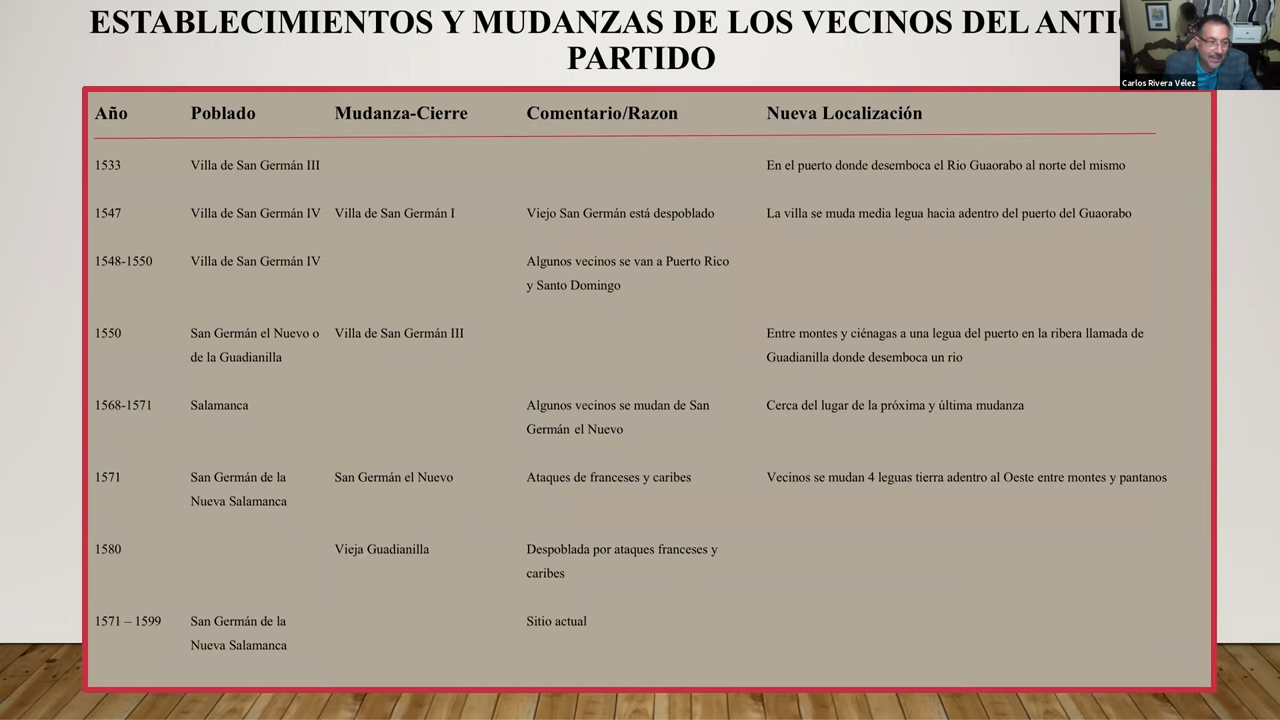 ESTABLECIMIENTOS Y MUDANZAS DE LOS VECINOS DEL
PARTIDO
Carlos Rivera Vélez
Año Poblado Mudanza-Cierre Comentario/Razon Nueva Localización
1533 Villa de San Germán III En el puerto donde desemboca el Rio Guaorabo al norte del mismo
1547 Villa de San Germán IV Villa de San Germán I Viejo San Germán está despoblado La villa se muda media legua hacia adentro del puerto del Guaorabo
1548-1550 Villa de San Germán IV Algunos vecinos se van a Puerto Rico
y Santo Domingo
1550 San Germán el Nuevo o Villa de San Germán III Entre montes y ciénagas a una legua del puerto en la ribera llamada de
de la Guadianilla Guadianilla donde desemboca un rio
1568-1571 Salamanca Algunos vecinos se mudan de San Cerca del lugar de la próxima y última mudanza
Germán el Nuevo
1571 San Germán de la San Germán el Nuevo Ataques de franceses y caribes Vecinos se mudan 4 leguas tierra adentro al Oeste entre montes y pantanos
Nueva Salamanca
1580 Vieja Guadianilla Despoblada por ataques franceses y
caribes
1571 – 1599 San Germán de la Sitio actual
Nueva Salamanca